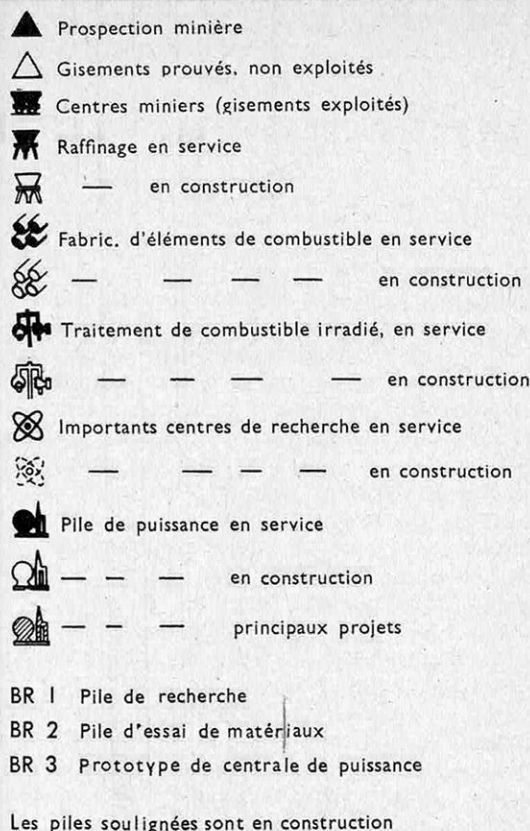 Prospection minière
Gisements prouvés. non exploités
Centres miniers (gisements exploités)
Raffinage en service
— en construction
Fabric. d'éléments de combustible en service
— — — — en construction
Traitement de combustible irradié, en service
— — — — en construction
Importants centres de recherche en service
— — — — en construction
Pile de puissance en service
— — — en construction
— — — principaux projets
BR 1 Pile de recherche
BR 2 Pile d'essai de matériaux
BR 3 Prototype de centrale de puissance
Les piles soulignées sont en construction